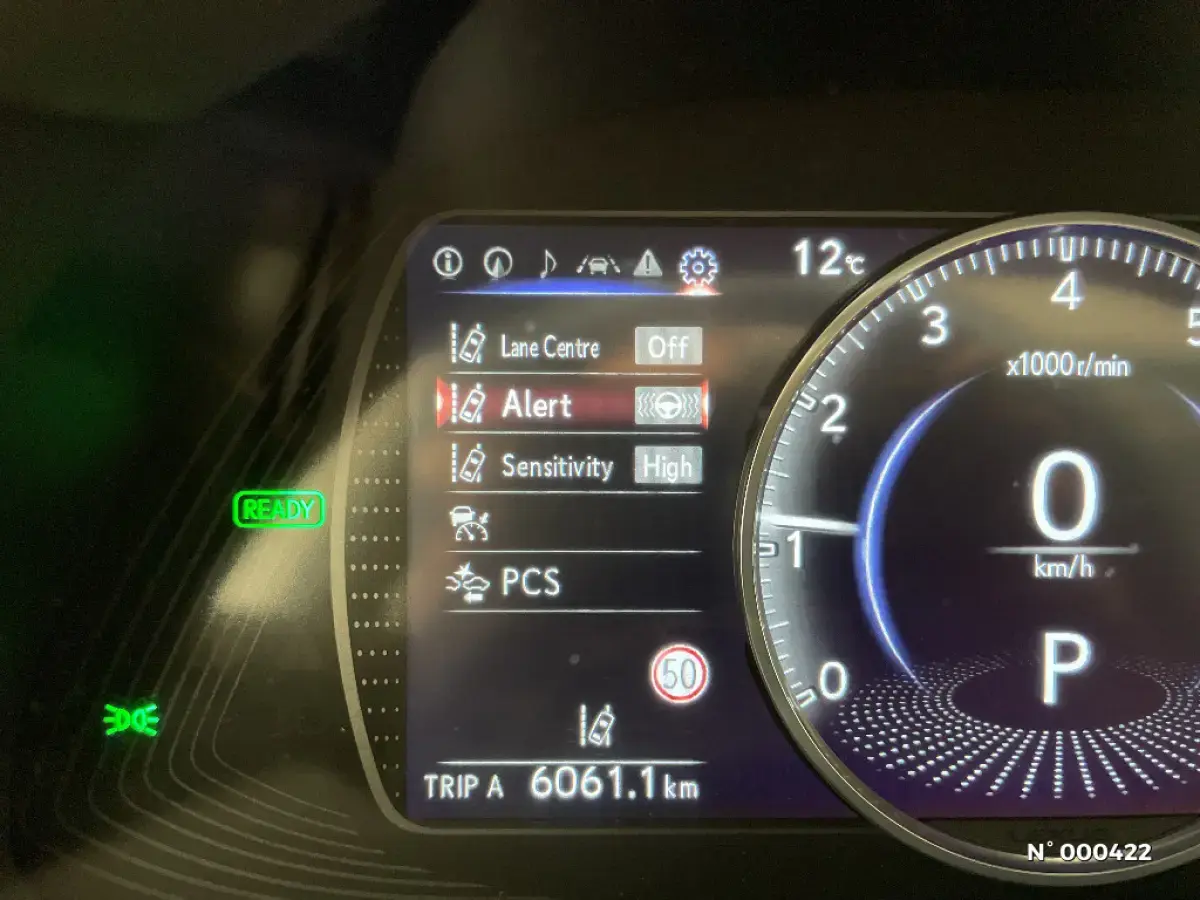 12°C
Lane Centre Off
Alert
Sensitivity High
PCS
50
TRIP A 6061.1 km
READY
0
1
2
3
4
5
x1000r/min
0
km/h
P
N° 000422